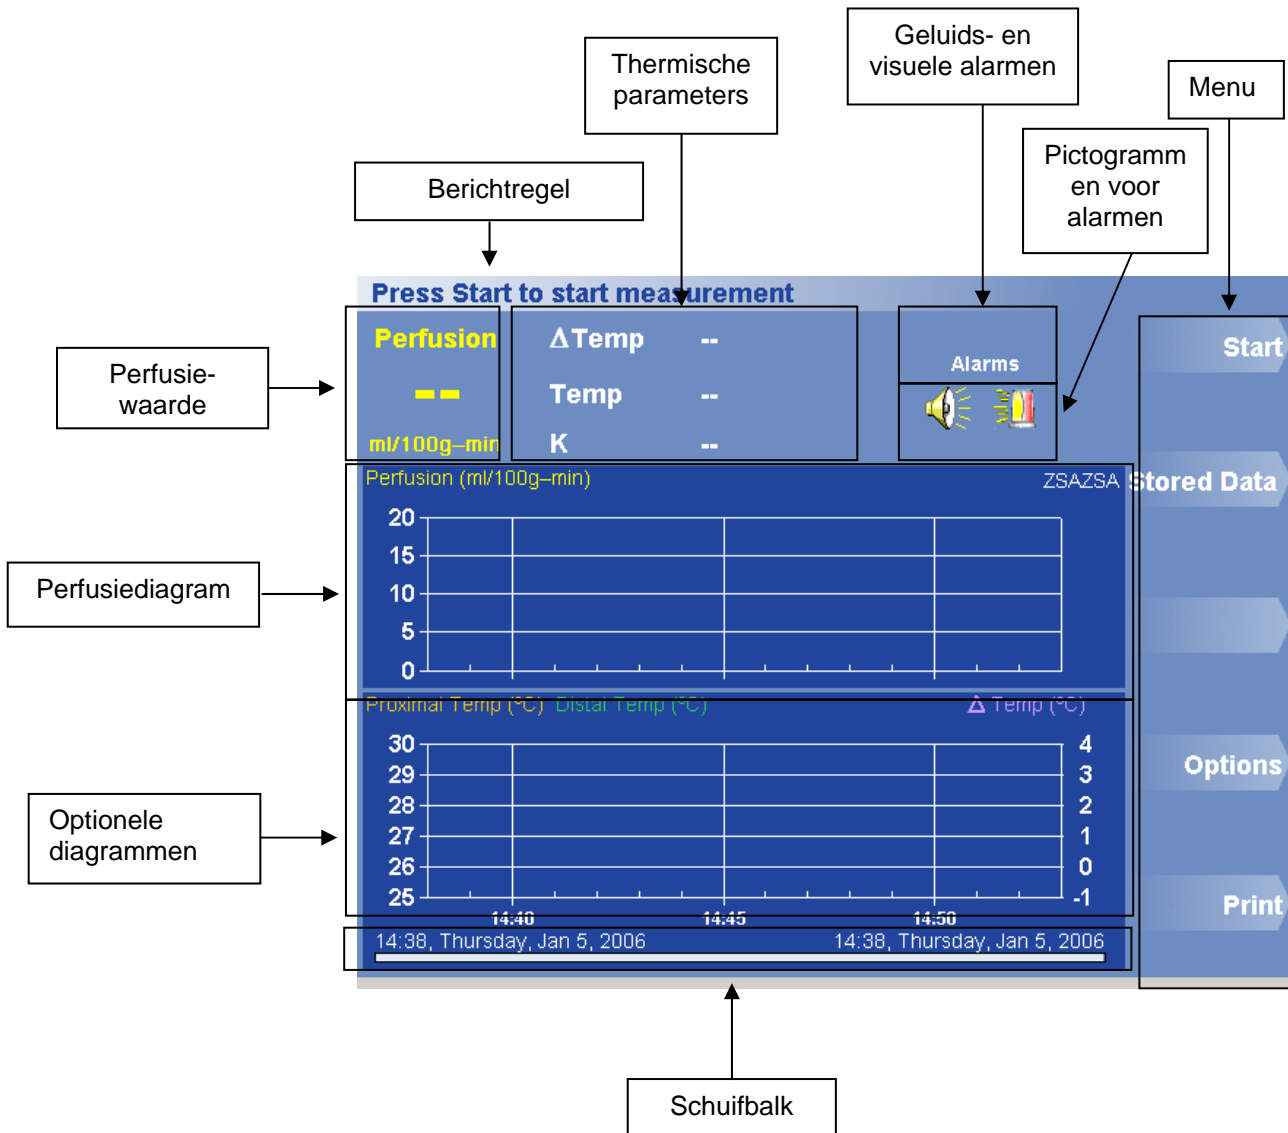 Geluids- en
visuele alarmen
Thermische
parameters
Menu
Pictogramm
en voor
alarmen
Berichtregel
Press Start to start measurement
Perfusion
ΔTemp --
Start
Alarms
Perfusie-
waarde
--
Temp --
ml/100g–min
K --
Perfusion (ml/100g–min)
ZSAZSA
Stored Data
20
15
10
5
0
Perfusiediagram
Proximal Temp (ºC) Distal Temp (ºC) Δ Temp (ºC)
30 4
29 3
28 2
27 1
26 0
25 -1
Options
Optionele
diagrammen
14:40 14:45 14:50
Print
14:38, Thursday, Jan 5, 2006 14:38, Thursday, Jan 5, 2006
Schuifbalk